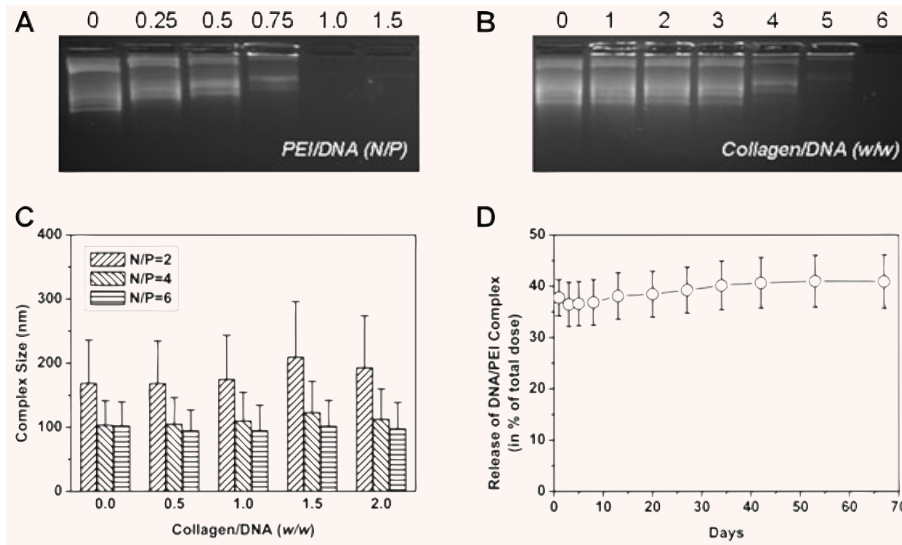 A 0 0.25 0.5 0.75 1.0 1.5
PEI/DNA (N/P)
B 0 1 2 3 4 5 6
Collagen/DNA (w/w)
C
400
300
200
100
0
Complex Size (nm)
N/P=2
N/P=4
N/P=6
0.0 0.5 1.0 1.5 2.0
Collagen/DNA (w/w)
D
50
40
30
20
10
0
Release of DNA/PEI Complex
(in % of total dose)
0 10 20 30 40 50 60 70
Days